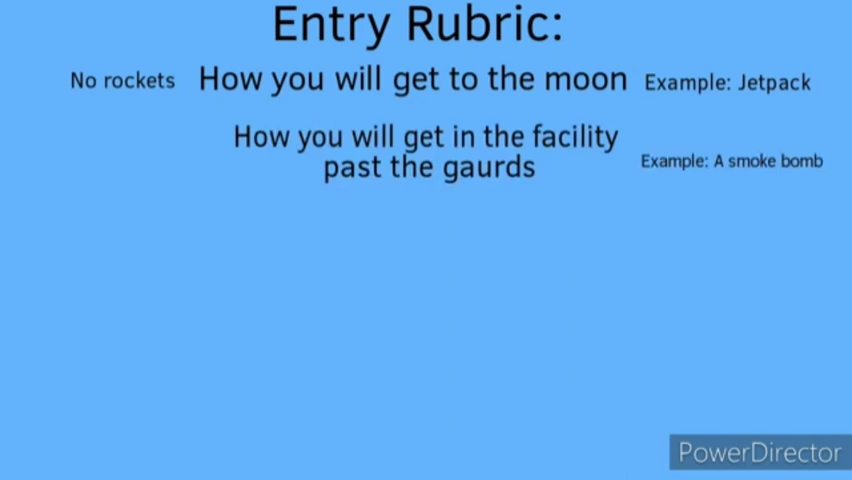 Entry Rubric:
No rockets
How you will get to the moon
Example: Jetpack
How you will get in the facility
past the gaurds
Example: A smoke bomb
PowerDirector